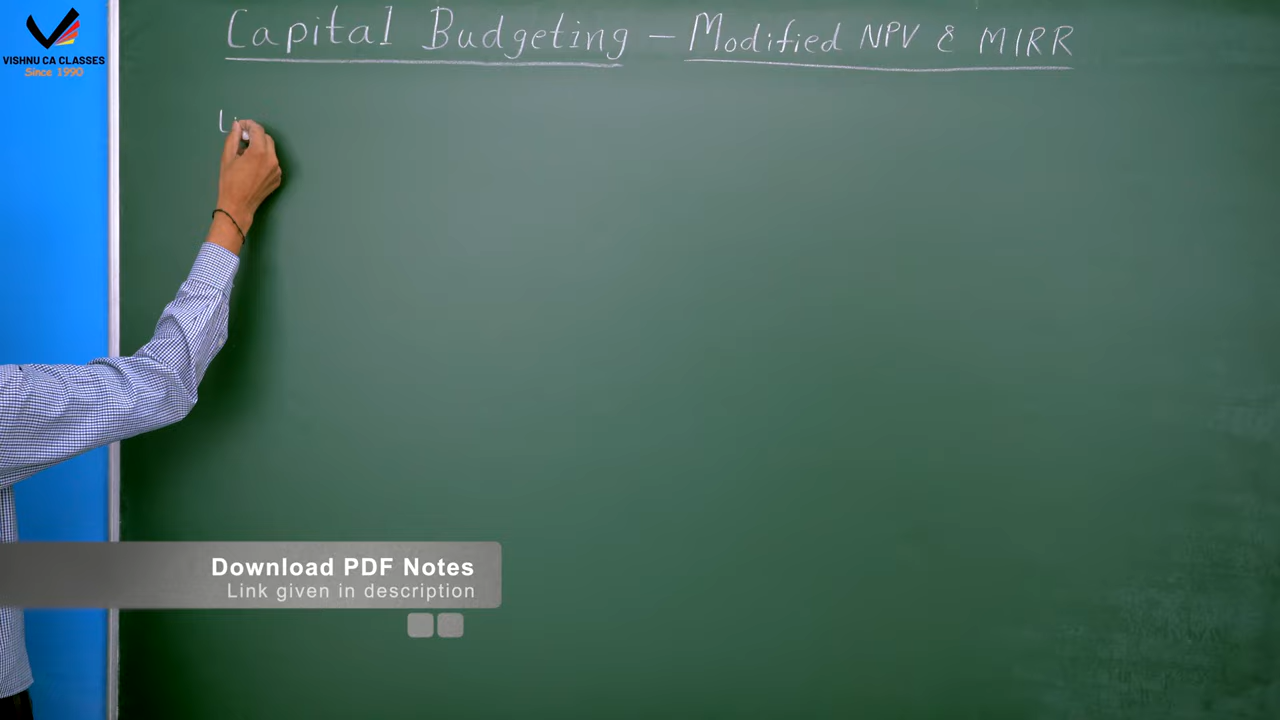 VISHNU CA CLASSES
Since 1990
Capital Budgeting - Modified NPV & MIRR
Download PDF Notes
Link given in description